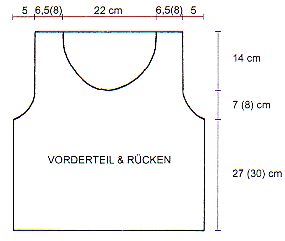 5 6,5(8) 22 cm 6,5(8) 5
14 cm
7 (8) cm
VORDERTEIL & RÜCKEN
27 (30) cm